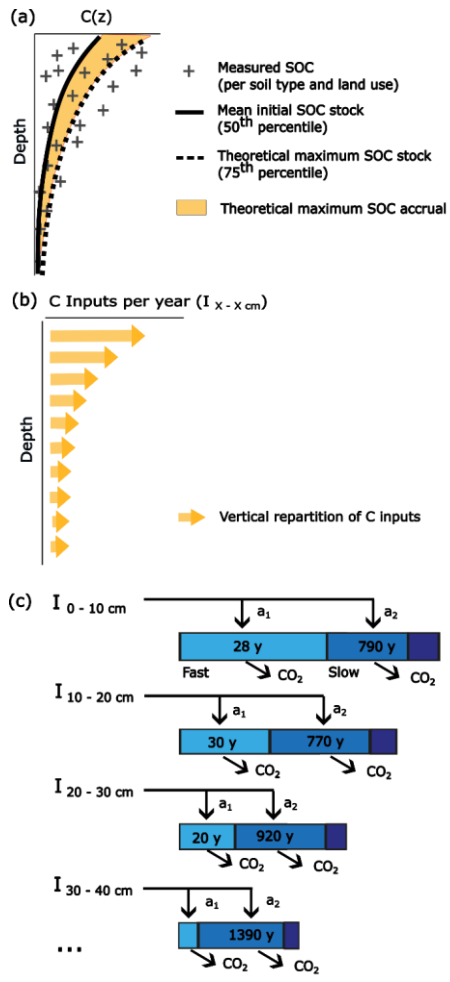 (a)
C(z)
Depth
Measured SOC
(per soil type and land use)
Mean initial SOC stock
(50th percentile)
Theoretical maximum SOC stock
(75th percentile)
Theoretical maximum SOC accrual
(b)
C Inputs per year (I x - x cm)
Depth
Vertical repartition of C inputs
(c)
I 0 - 10 cm
a1
a2
28 y
790 y
Fast
CO2
Slow
CO2
I 10 - 20 cm
a1
a2
30 y
770 y
CO2
CO2
I 20 - 30 cm
a1
a2
20 y
920 y
CO2
CO2
I 30 - 40 cm
a1
a2
1390 y
CO2
CO2
...